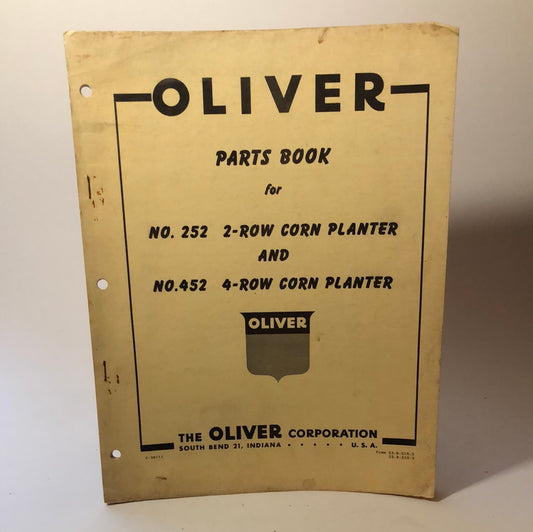 OLIVER
PARTS BOOK
for
NO. 252 2-ROW CORN PLANTER
AND
NO. 452 4-ROW CORN PLANTER
OLIVER
THE OLIVER CORPORATION
SOUTH BEND 21, INDIANA · · · · · U. S. A.